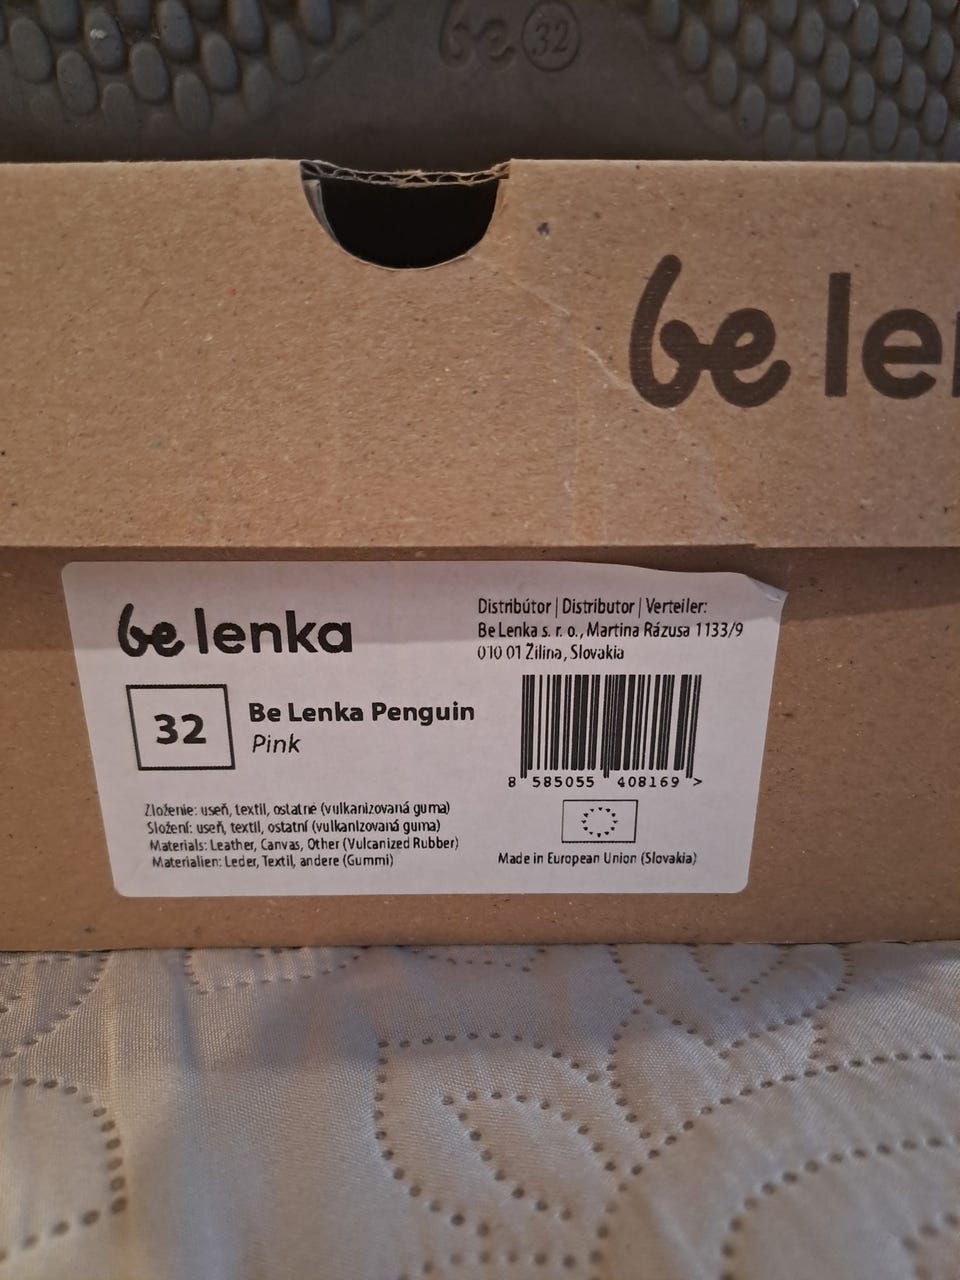 be 32
be le
be lenka
32
Be Lenka Penguin
Pink
Zloženie: useň, textil, ostatné (vulkanizovaná guma)
Složení: useň, textil, ostatní (vulkanizovaná guma)
Materials: Leather, Canvas, Other (Vulcanized Rubber)
Materialien: Leder, Textil, andere (Gummi)
Distribútor | Distributor | Verteiler:
Be Lenka s. r. o., Martina Rázusa 1133/9
010 01 Žilina, Slovakia
8 585055 408169 >
Made in European Union (Slovakia)